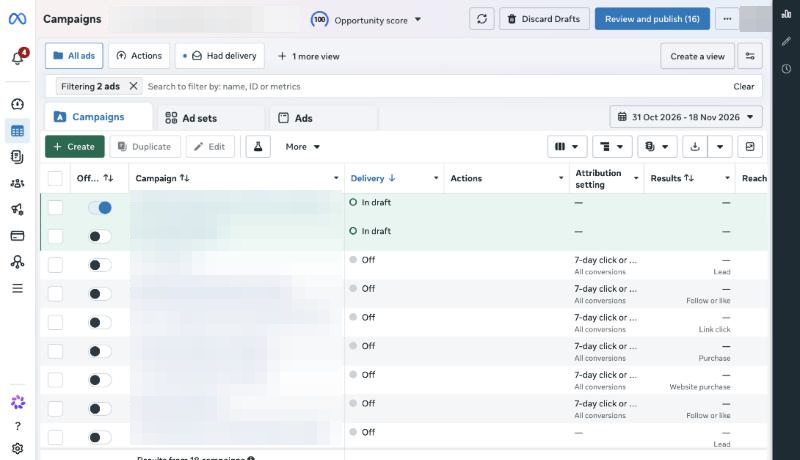 Campaigns
100 Opportunity score
Discard Drafts
Review and publish (16)
...
4
All ads
Actions
Had delivery
+ 1 more view
Create a view
Filtering 2 ads
Search to filter by: name, ID or metrics
Clear
Campaigns
Ad sets
Ads
31 Oct 2026 - 18 Nov 2026
+ Create
Duplicate
Edit
More
Off...
Campaign
Delivery
Actions
Attribution setting
Results
Reach
In draft — —
In draft — —
Off 7-day click or ... —
All conversions Lead
Off 7-day click or ... —
All conversions Follow or like
Off 7-day click or ... —
All conversions Link click
Off 7-day click or ... —
All conversions Purchase
Off 7-day click or ... —
All conversions Website purchase
Off 7-day click or ... —
All conversions Follow or like
Off — —
Lead
?